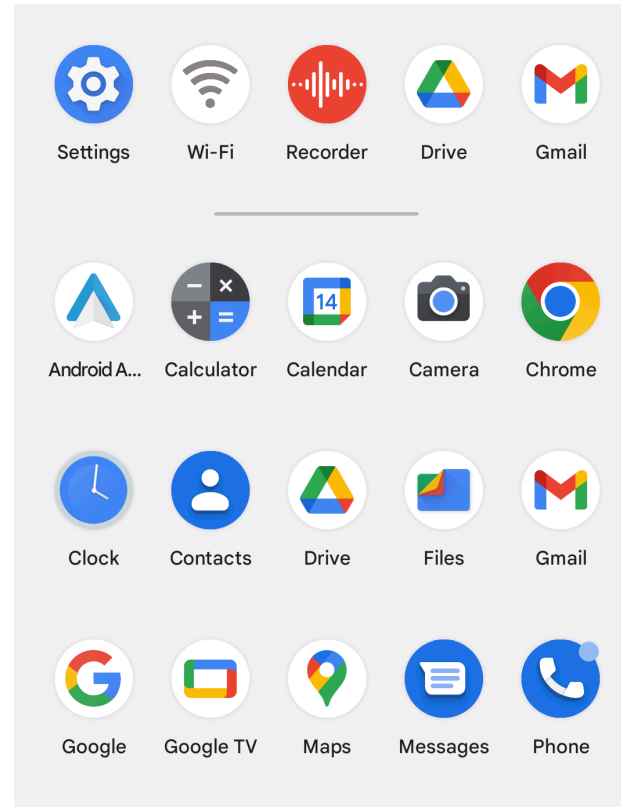 Settings
Wi-Fi
Recorder
Drive
Gmail
Android A...
Calculator
14
Calendar
Camera
Chrome
Clock
Contacts
Drive
Files
Gmail
Google
Google TV
Maps
Messages
Phone